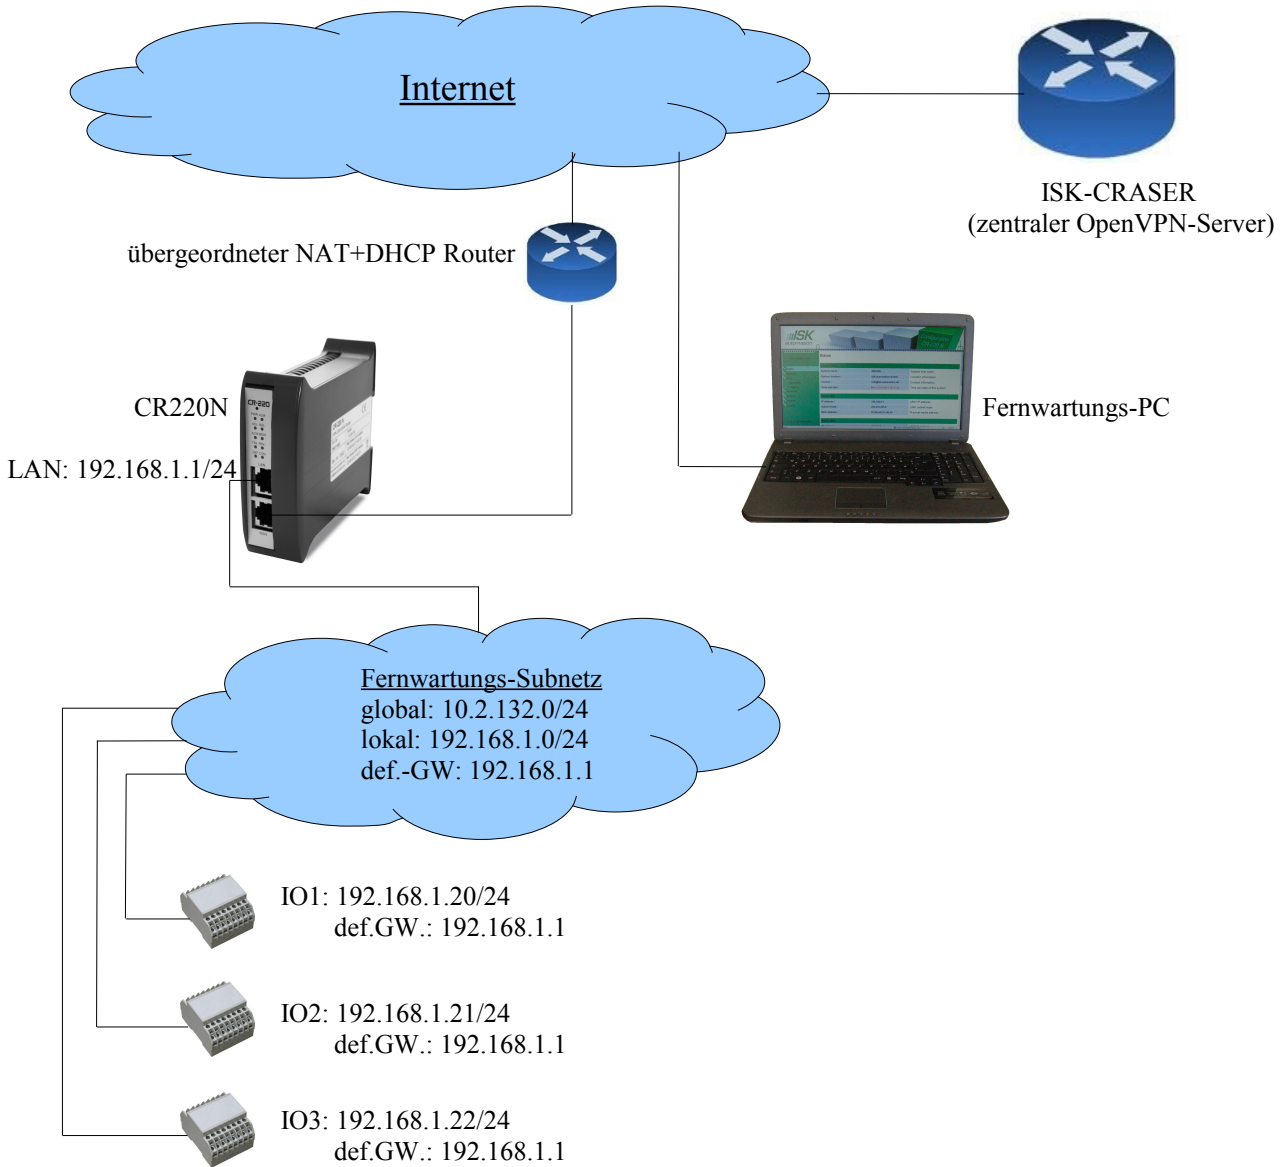 Internet
ISK-CRASER
(zentraler OpenVPN-Server)
übergeordneter NAT+DHCP Router
ISK
CR220N
CR-220
Fernwartungs-PC
LAN: 192.168.1.1/24
Fernwartungs-Subnetz
global: 10.2.132.0/24
lokal: 192.168.1.0/24
def.-GW: 192.168.1.1
IO1: 192.168.1.20/24
def.GW.: 192.168.1.1
IO2: 192.168.1.21/24
def.GW.: 192.168.1.1
IO3: 192.168.1.22/24
def.GW.: 192.168.1.1